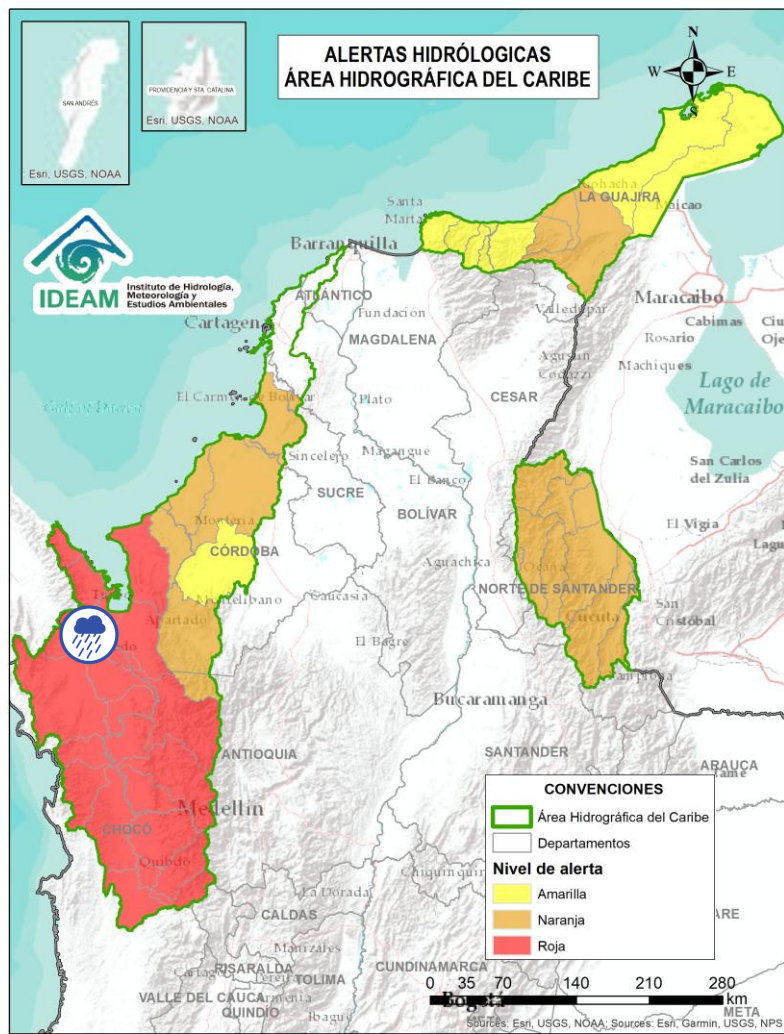 ALERTAS HIDRÓLOGICAS
ÁREA HIDROGRÁFICA DEL CARIBE
SAN ANDRÉS
Esri, USGS, NOAA
PROVIDENCIA Y STA. CATALINA
Esri, USGS, NOAA
N
W
E
S
IDEAM
Instituto de Hidrología,
Meteorología y
Estudios Ambientales
Santa
Riohacha
LA GUAJIRA
Maicao
Barranquilla
ATLÁNTICO
Fundación
Valledupar
Maracaibo
Cabimas
Rosario
MAGDALENA
Machiques
Agustín
Codazzi
Lago de
Maracaibo
CESAR
El Carmen de Bolívar
Plato
Sincelejo
Magangue
El Banco
San Carlos
del Zulia
SUCRE
BOLÍVAR
El Vigia
Montería
CÓRDOBA
Aguachica
Ocaña
NORTE DE SANTANDER
Montelibano
Caucasia
San
Cristóbal
Apartado
Cucuta
El Bagre
Pamplona
Bucaramanga
ANTIOQUIA
SANTANDER
ARAUCA
Medellín
CHOCÓ
Quibdó
La Dorada
CALDAS
Manizales
RISARALDA
TOLIMA
CUNDINAMARCA
VALLE DEL CAUCA
Armenia
QUINDÍO
Ibague
Bogotá
META
CONVENCIONES
Área Hidrográfica del Caribe
Departamentos
Nivel de alerta
Amarilla
Naranja
Roja
0 35 70 140 210 280
km
Sources: Esri, USGS, NOAA; Sources: Esri, Garmin, USGS, NPS